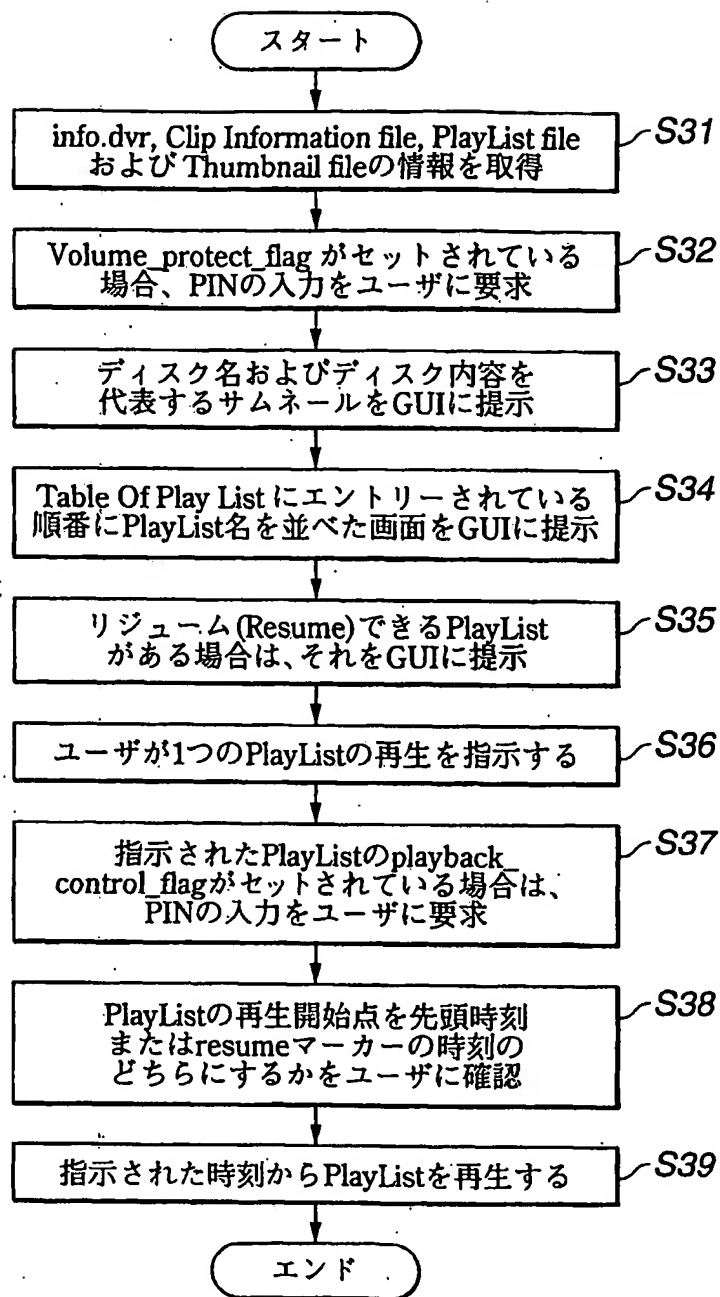 スタート
info.dvr, Clip Information file, PlayList file
および Thumbnail fileの情報を取得
S31
Volume_protect_flag がセットされている
場合、PINの入力をユーザに要求
S32
ディスク名およびディスク内容を
代表するサムネールをGUIに提示
S33
Table Of Play List にエントリーされている
順番にPlayList名を並べた画面をGUIに提示
S34
リジューム(Resume)できるPlayList
がある場合は、それをGUIに提示
S35
ユーザが1つのPlayListの再生を指示する
S36
指示されたPlayListのplayback_
control_flagがセットされている場合は、
PINの入力をユーザに要求
S37
PlayListの再生開始点を先頭時刻
またはresumeマーカーの時刻の
どちらにするかをユーザに確認
S38
指示された時刻からPlayListを再生する
S39
エンド